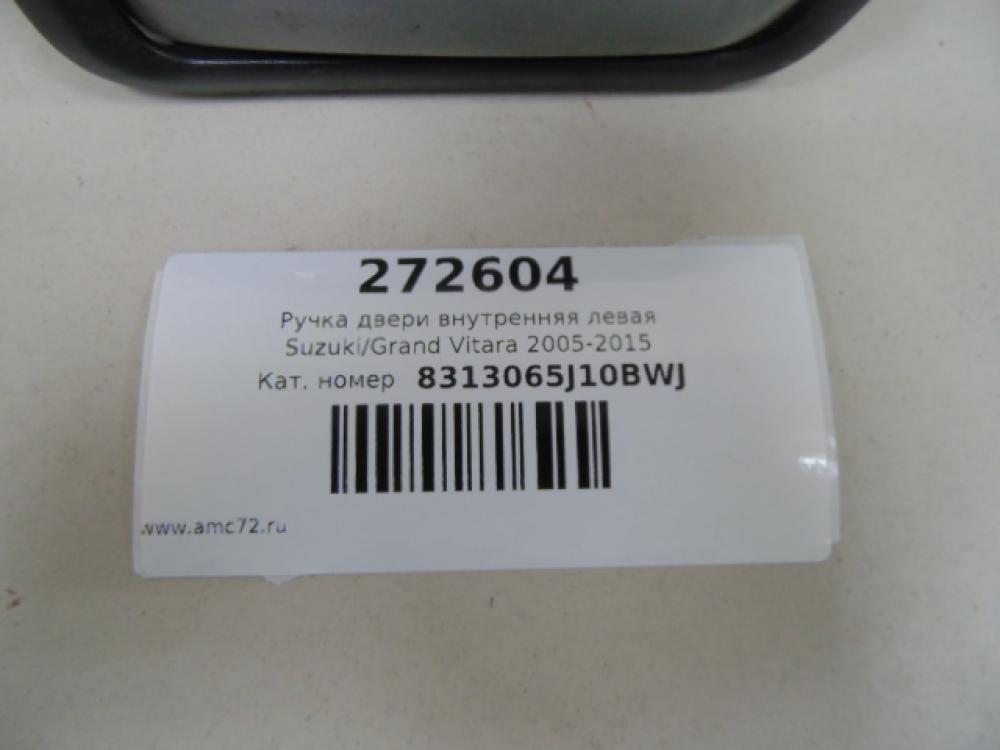 272604
Ручка двери внутренняя левая
Suzuki/Grand Vitara 2005-2015
Кат. номер 8313065J10BWJ
www.amc72.ru